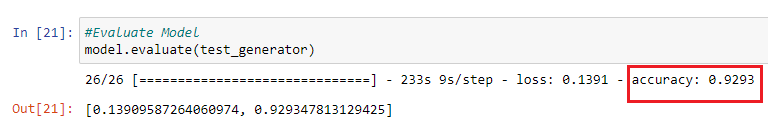 In [21]: #Evaluate Model
model.evaluate(test_generator)
26/26 [==============================] - 233s 9s/step - loss: 0.1391 - accuracy: 0.9293
Out[21]: [0.13909587264060974, 0.929347813129425]